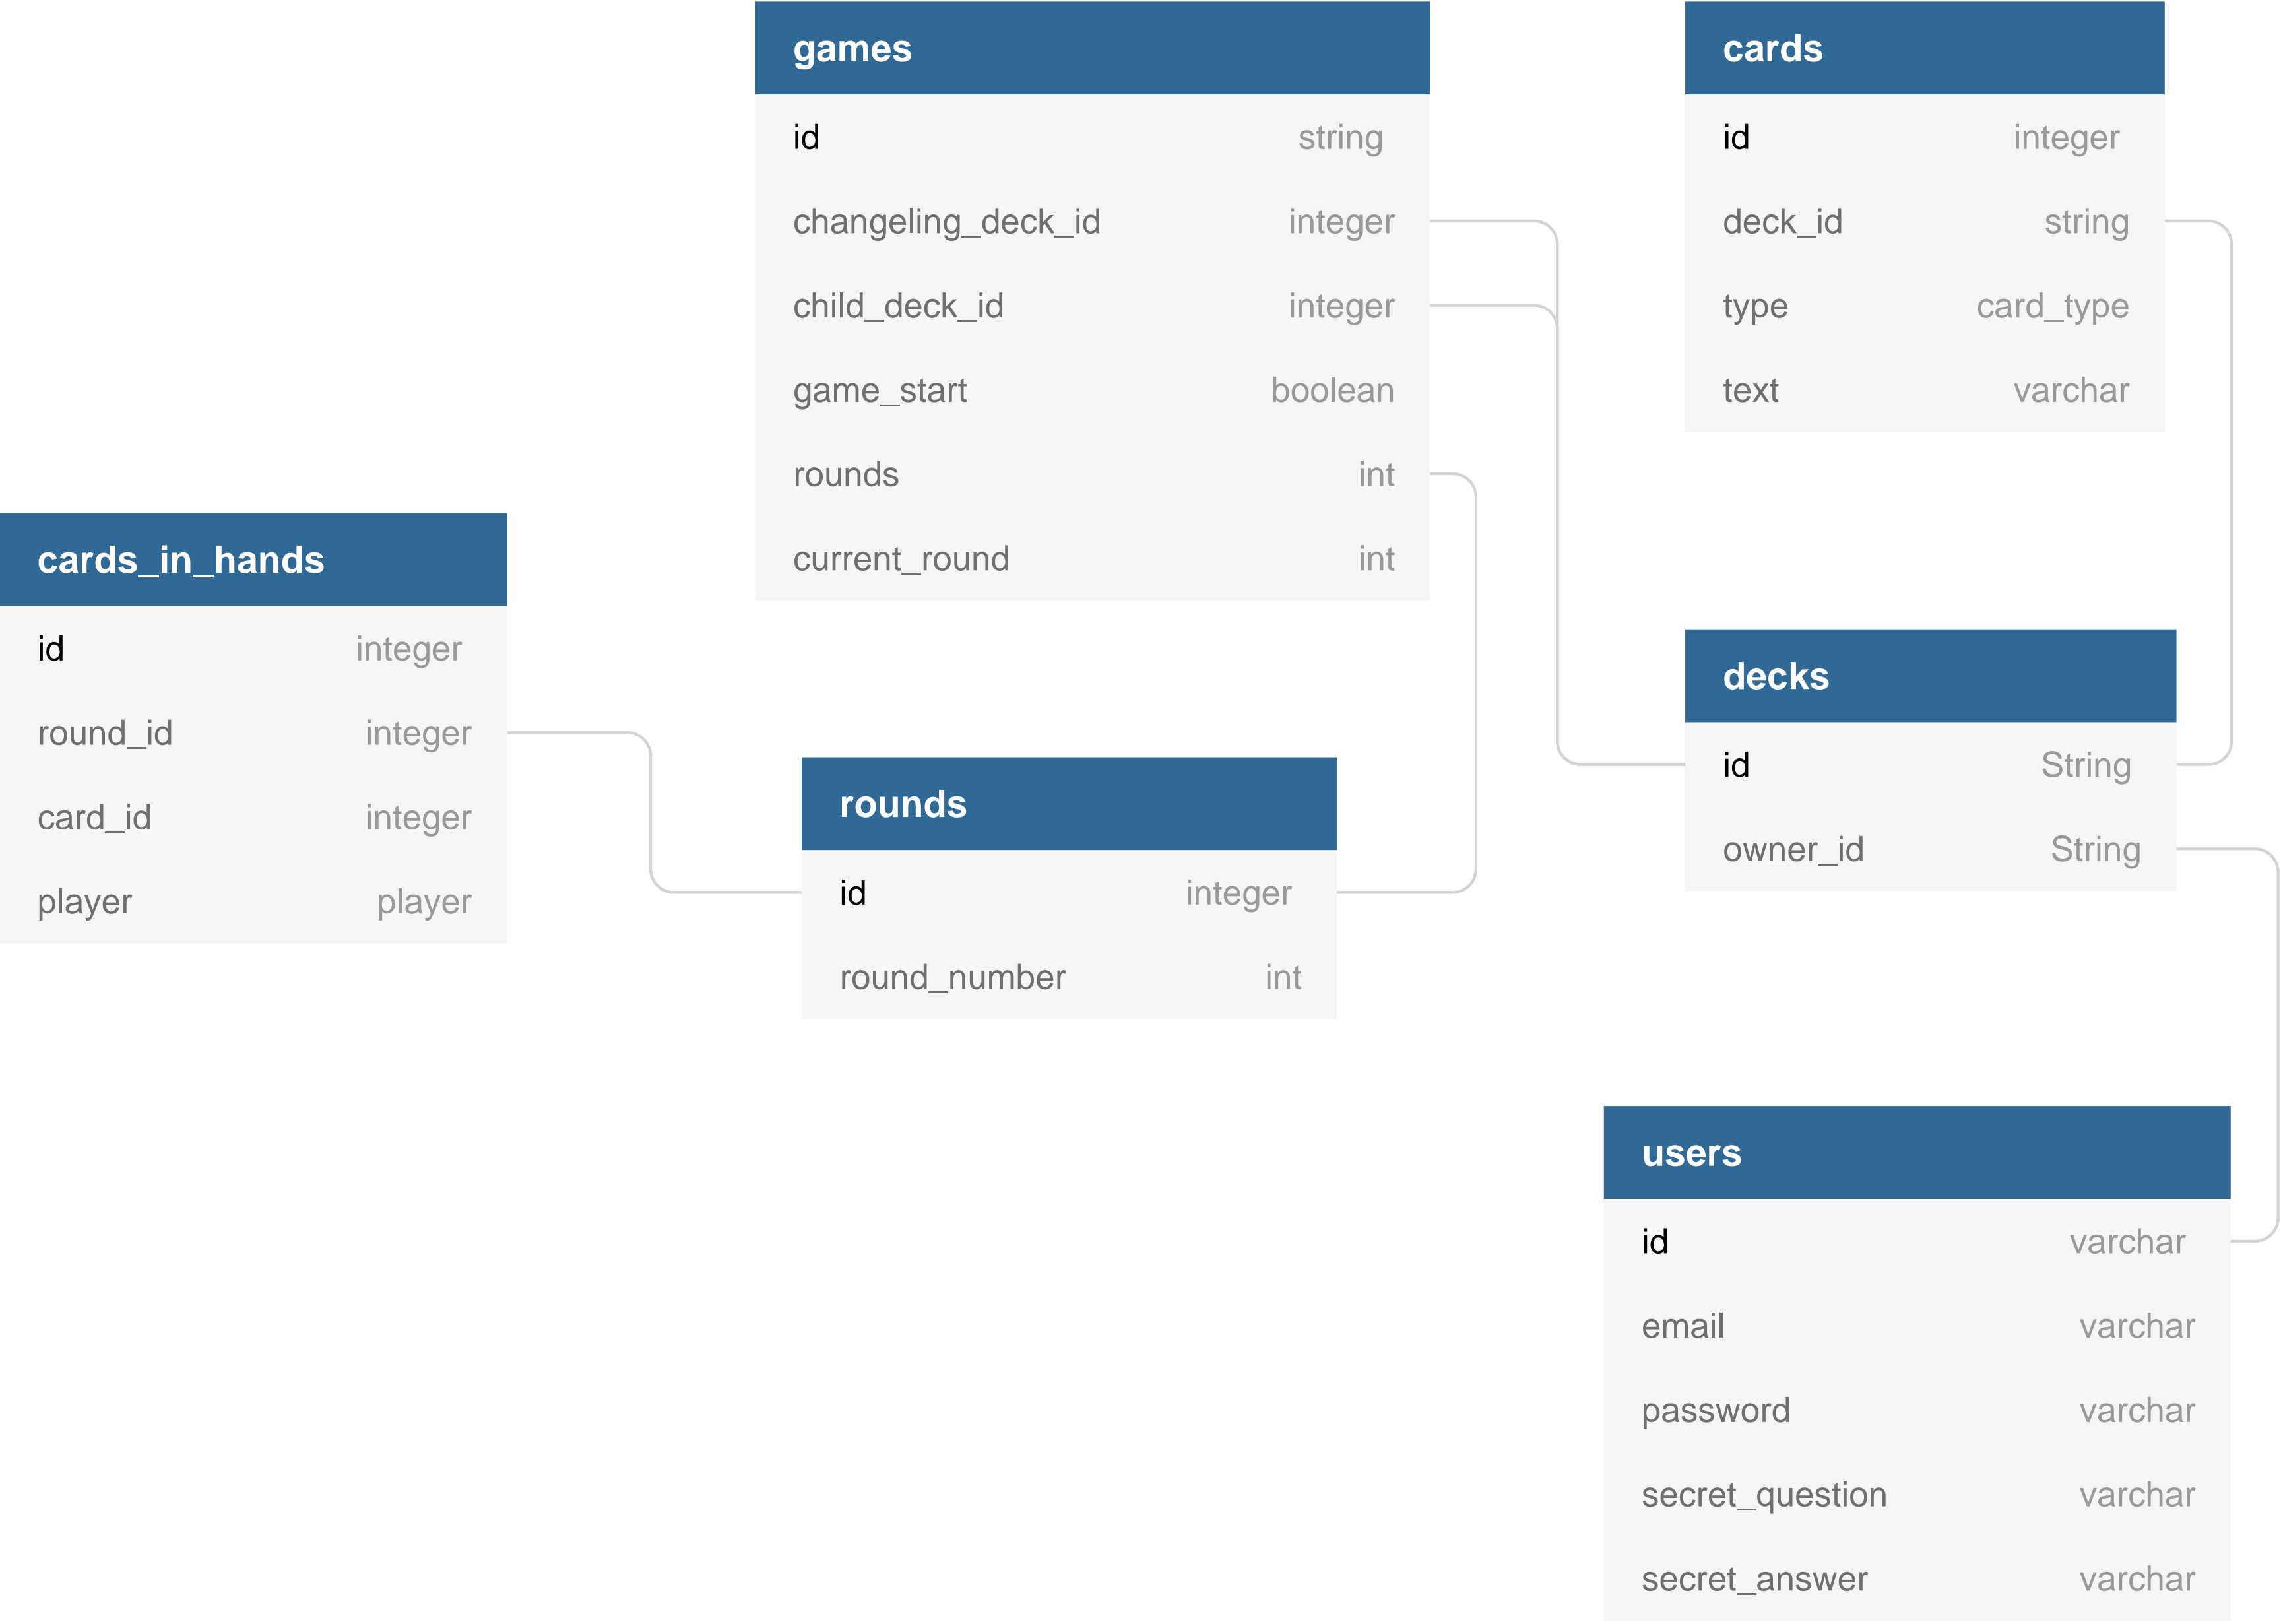 games
id string
changeling_deck_id integer
child_deck_id integer
game_start boolean
rounds int
current_round int
cards
id integer
deck_id string
type card_type
text varchar
cards_in_hands
id integer
round_id integer
card_id integer
player player
rounds
id integer
round_number int
decks
id String
owner_id String
users
id varchar
email varchar
password varchar
secret_question varchar
secret_answer varchar